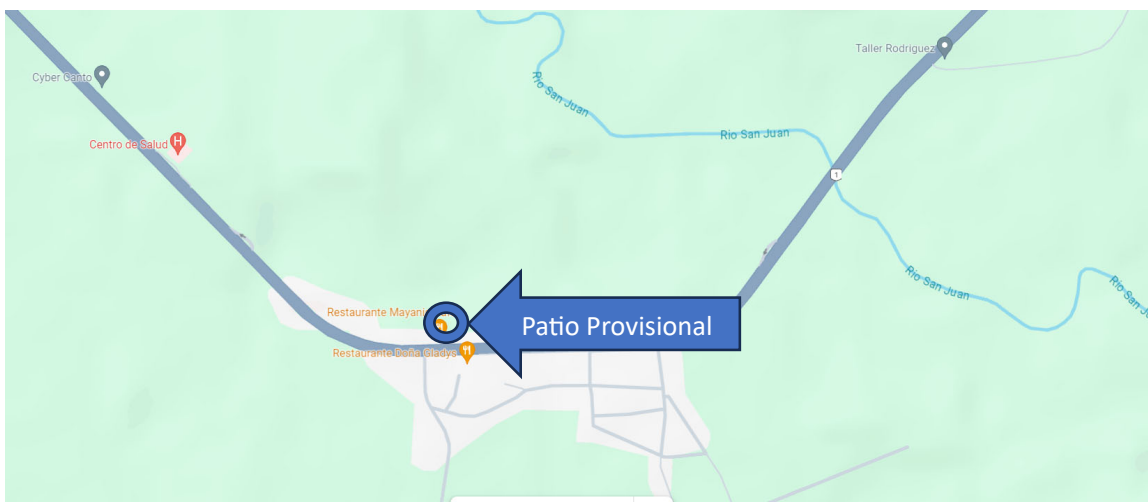 Taller Rodriguez
Cyber Canto
Rio San Juan
Rio San Juan
Centro de Salud
H
1
Rio San Juan
Rio San J
Restaurante Mayani
Patio Provisional
Restaurante Doña Gladys